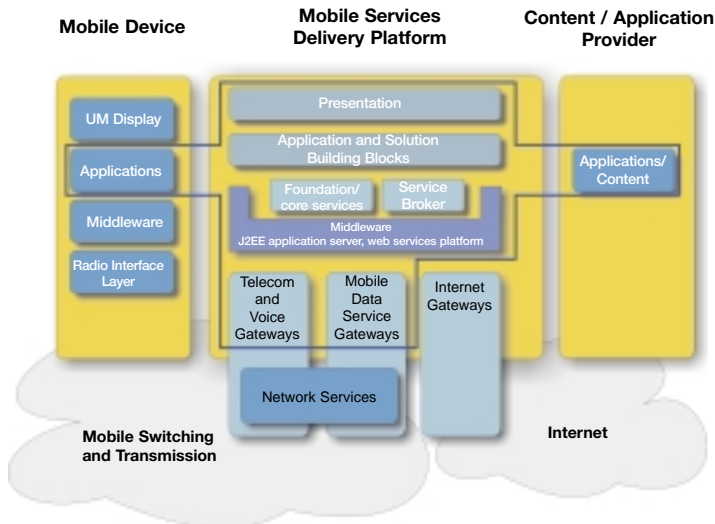 Mobile Device
Mobile Services
Delivery Platform
Content / Application
Provider
UM Display
Applications
Middleware
Radio Interface
Layer
Presentation
Application and Solution
Building Blocks
Foundation/
core services
Service
Broker
Middleware
J2EE application server, web services platform
Telecom
and
Voice
Gateways
Mobile
Data
Service
Gateways
Internet
Gateways
Applications/
Content
Network Services
Mobile Switching
and Transmission
Internet